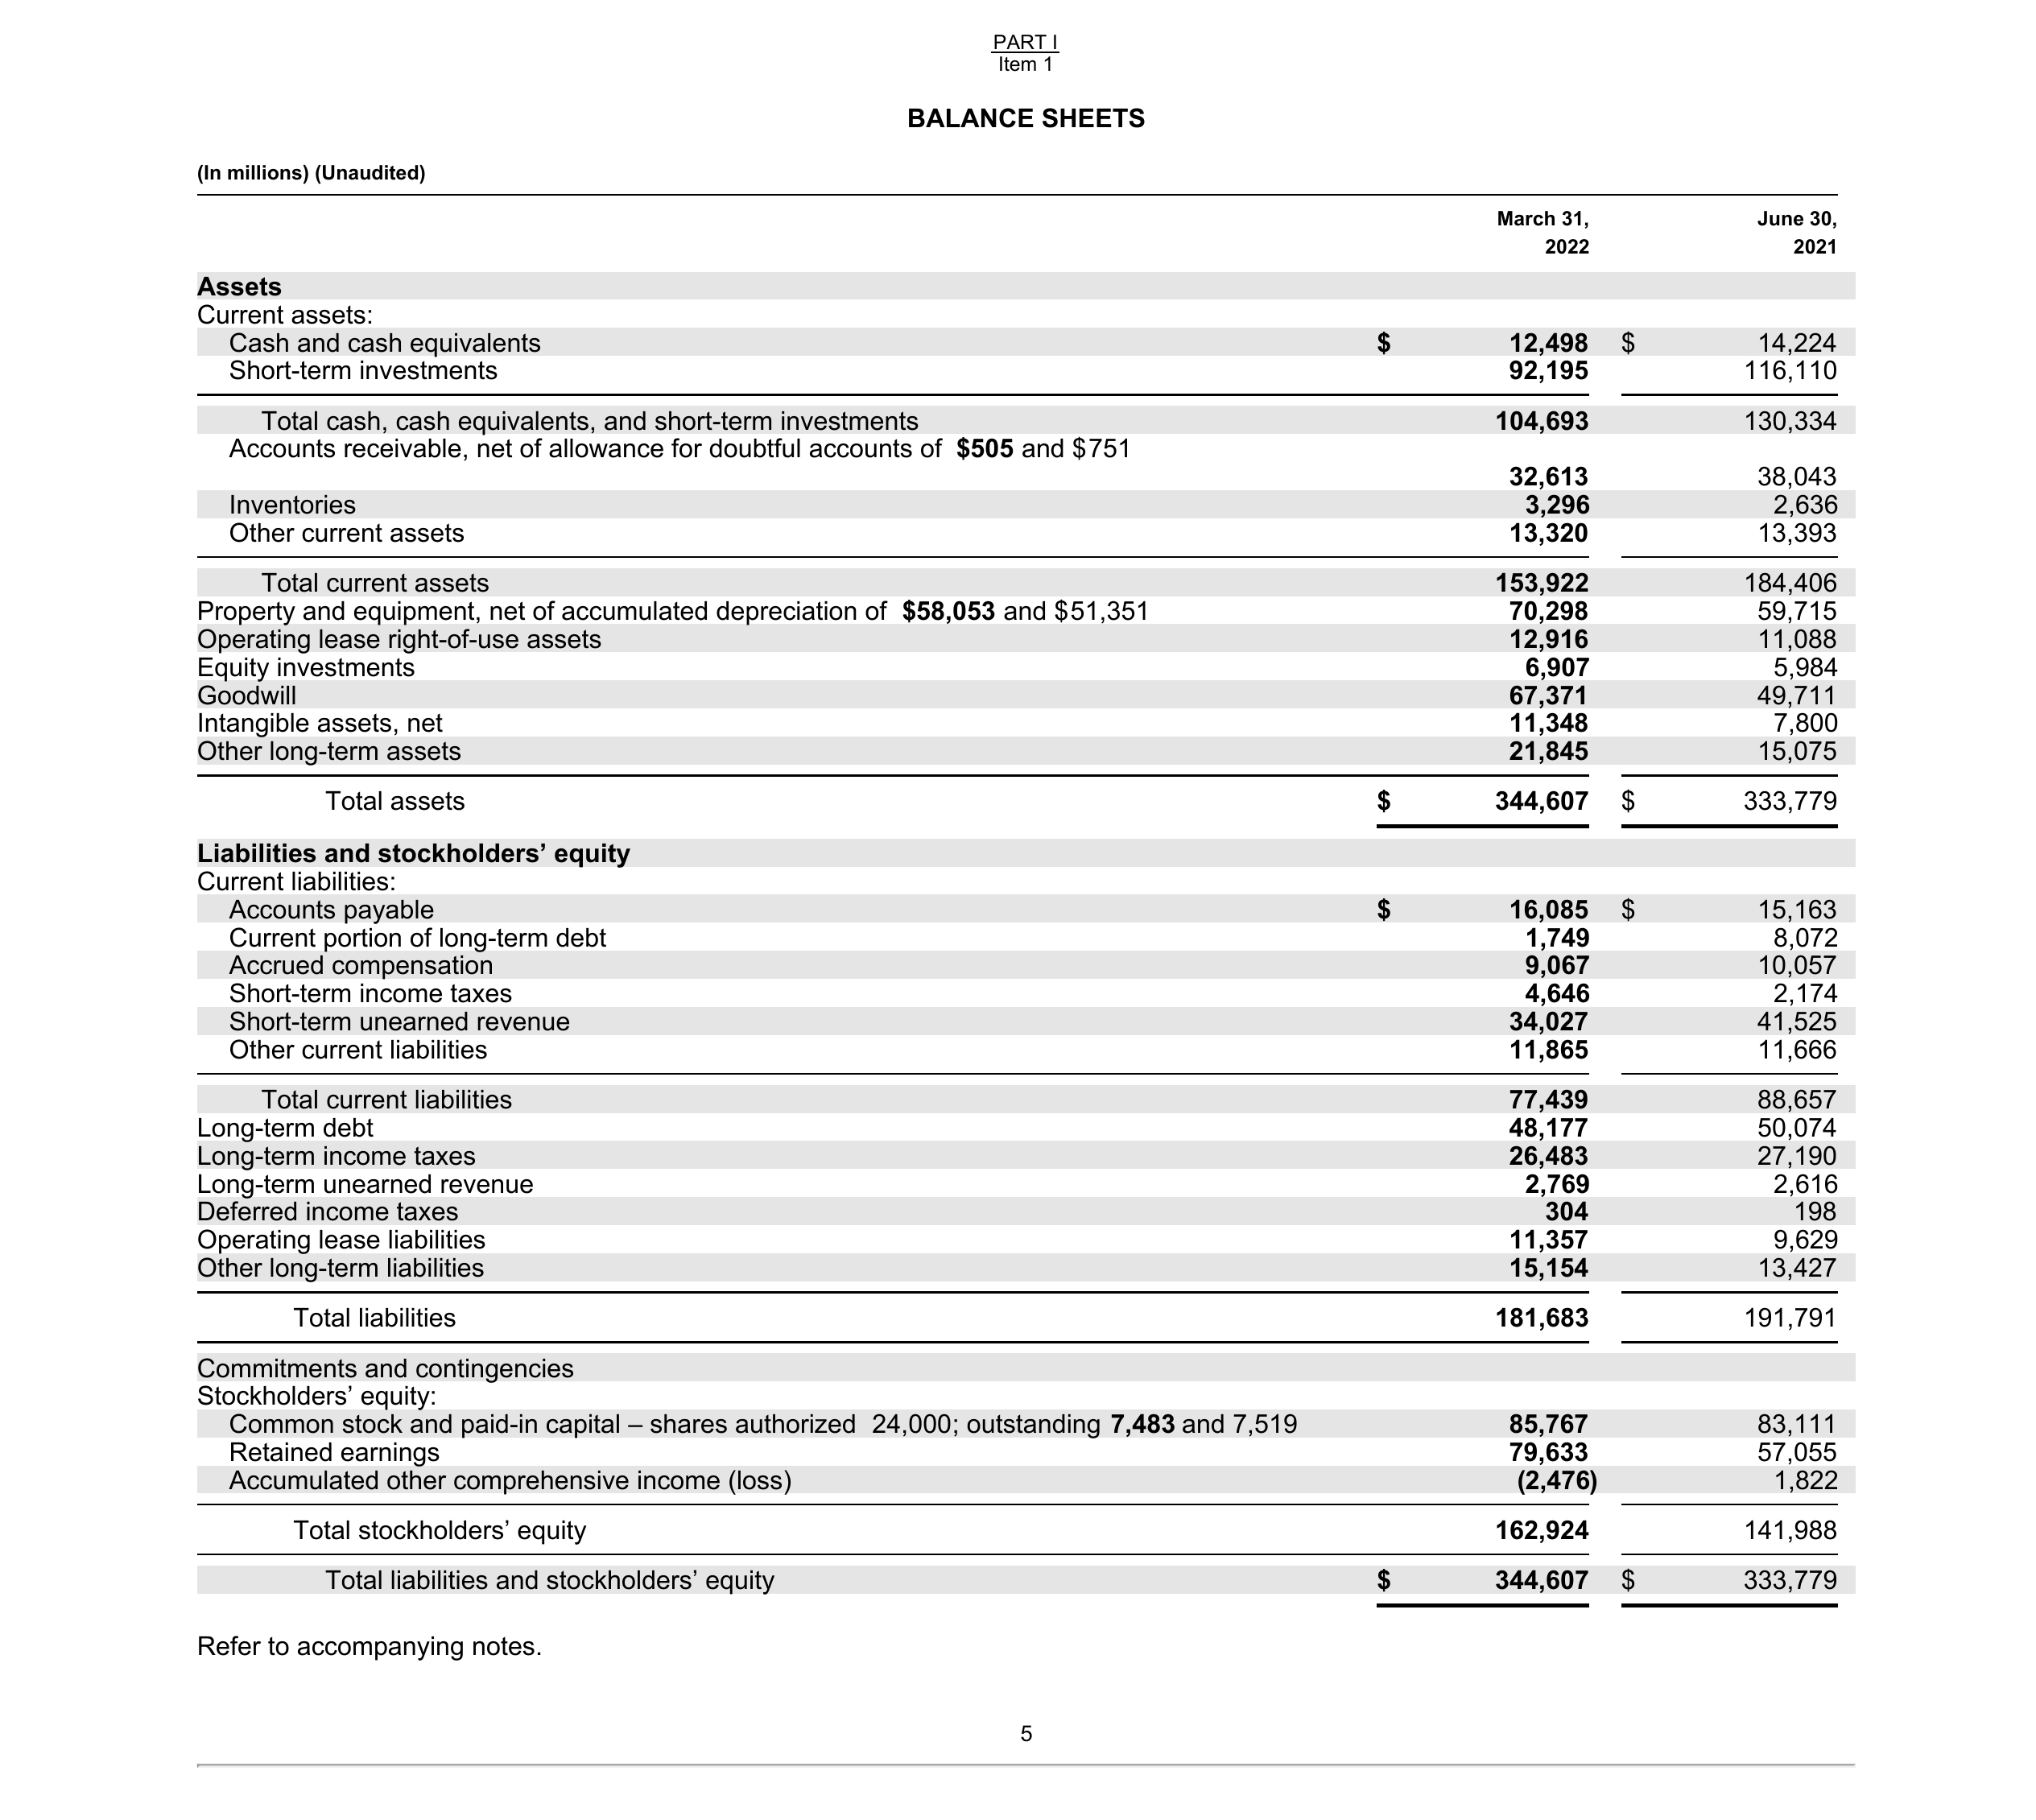 PART I
Item 1
BALANCE SHEETS
(In millions) (Unaudited)
March 31, June 30,
2022 2021
Assets
Current assets:
Cash and cash equivalents $ 12,498 $ 14,224
Short-term investments 92,195 116,110
Total cash, cash equivalents, and short-term investments 104,693 130,334
Accounts receivable, net of allowance for doubtful accounts of $505 and $751
32,613 38,043
Inventories 3,296 2,636
Other current assets 13,320 13,393
Total current assets 153,922 184,406
Property and equipment, net of accumulated depreciation of $58,053 and $51,351 70,298 59,715
Operating lease right-of-use assets 12,916 11,088
Equity investments 6,907 5,984
Goodwill 67,371 49,711
Intangible assets, net 11,348 7,800
Other long-term assets 21,845 15,075
Total assets $ 344,607 $ 333,779
Liabilities and stockholders’ equity
Current liabilities:
Accounts payable $ 16,085 $ 15,163
Current portion of long-term debt 1,749 8,072
Accrued compensation 9,067 10,057
Short-term income taxes 4,646 2,174
Short-term unearned revenue 34,027 41,525
Other current liabilities 11,865 11,666
Total current liabilities 77,439 88,657
Long-term debt 48,177 50,074
Long-term income taxes 26,483 27,190
Long-term unearned revenue 2,769 2,616
Deferred income taxes 304 198
Operating lease liabilities 11,357 9,629
Other long-term liabilities 15,154 13,427
Total liabilities 181,683 191,791
Commitments and contingencies
Stockholders’ equity:
Common stock and paid-in capital – shares authorized 24,000; outstanding 7,483 and 7,519 85,767 83,111
Retained earnings 79,633 57,055
Accumulated other comprehensive income (loss) (2,476) 1,822
Total stockholders’ equity 162,924 141,988
Total liabilities and stockholders’ equity $ 344,607 $ 333,779
Refer to accompanying notes.
5